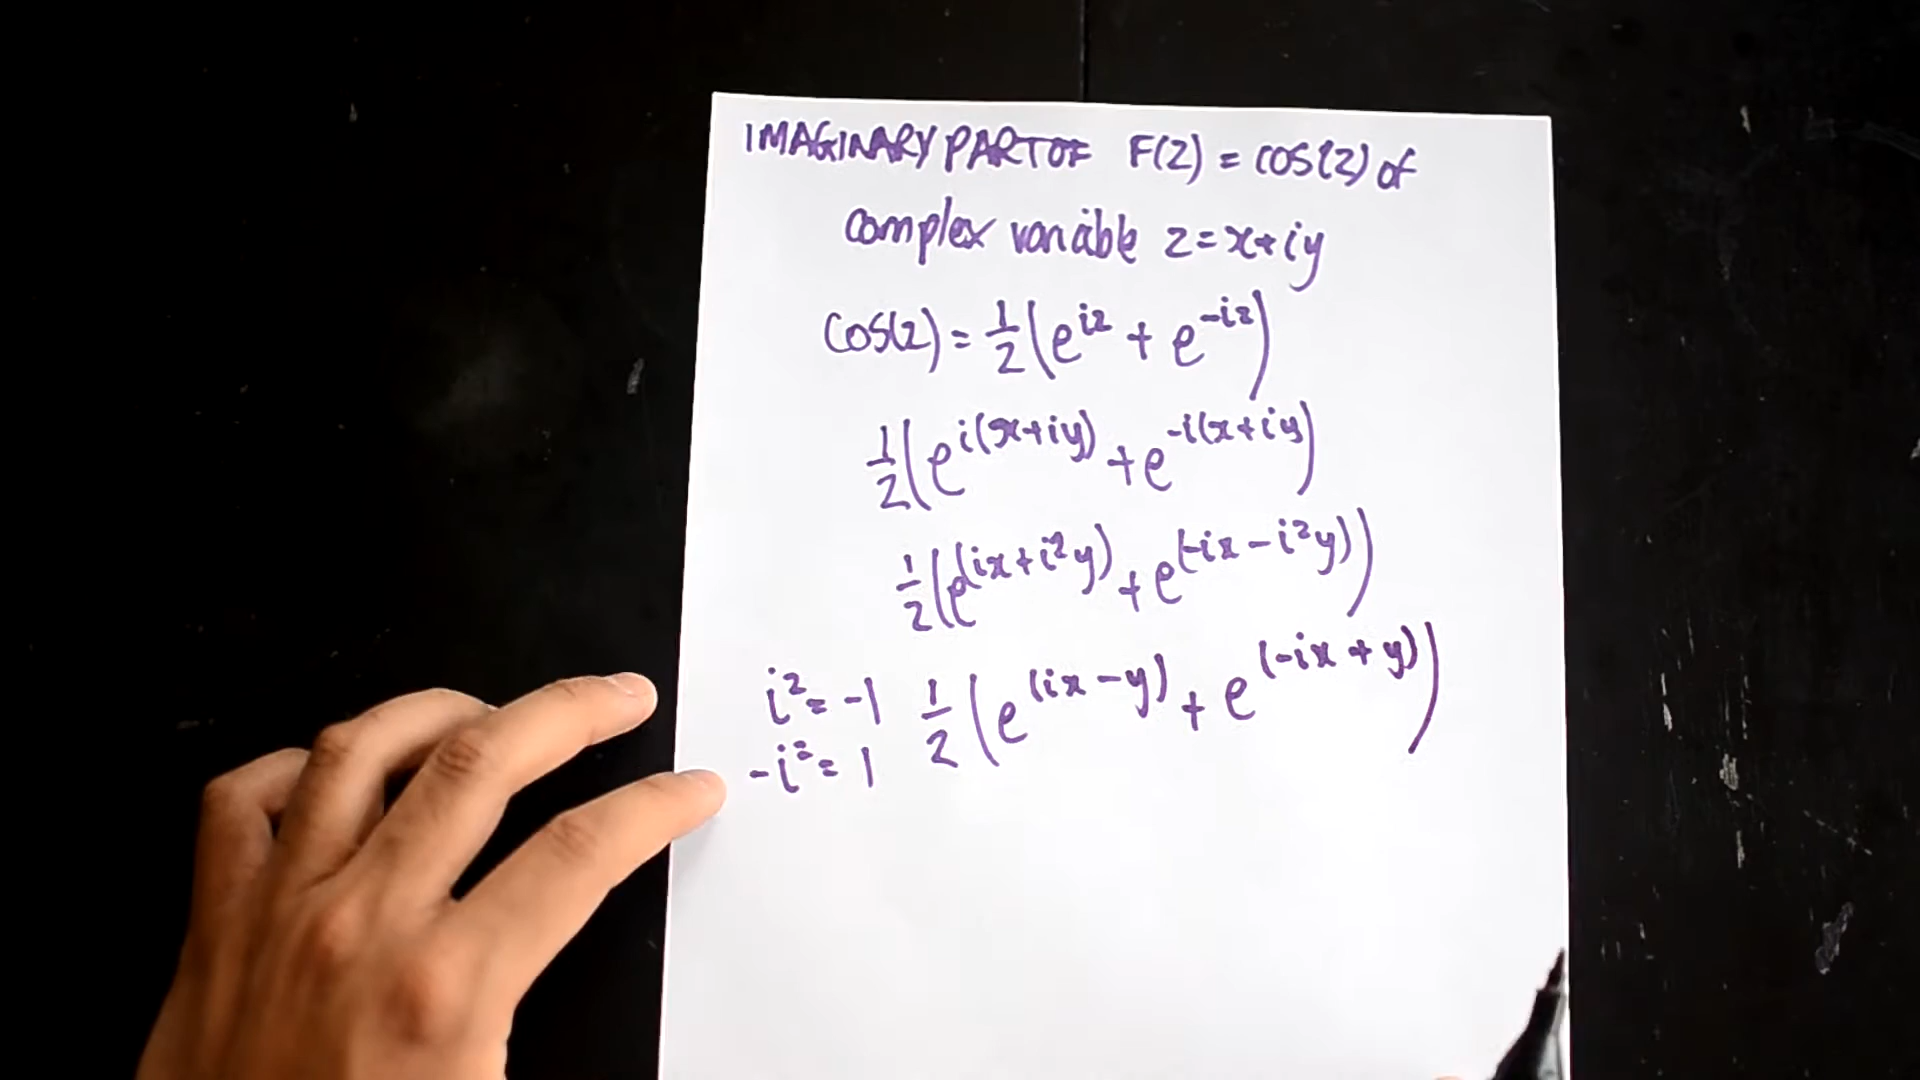 IMAGINARY PART OF F(Z) = COS(Z) of
complex variable z = x + iy
Cos(z) = 1/2 (e^{iz} + e^{-iz})
1/2 (e^{i(x+iy)} + e^{-i(x+iy)})
1/2 (e^{(ix+i²y)} + e^{(-ix-i²y)})
i² = -1 1/2 (e^{(ix-y)} + e^{(-ix+y)})
-i² = 1